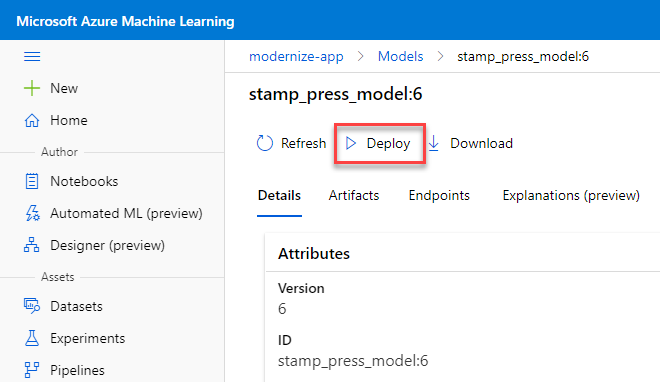 Microsoft Azure Machine Learning
modernize-app > Models > stamp_press_model:6
New
Home
Author
Notebooks
Automated ML (preview)
Designer (preview)
Assets
Datasets
Experiments
Pipelines
stamp_press_model:6
Refresh Deploy Download
Details Artifacts Endpoints Explanations (preview)
Attributes
Version
6
ID
stamp_press_model:6